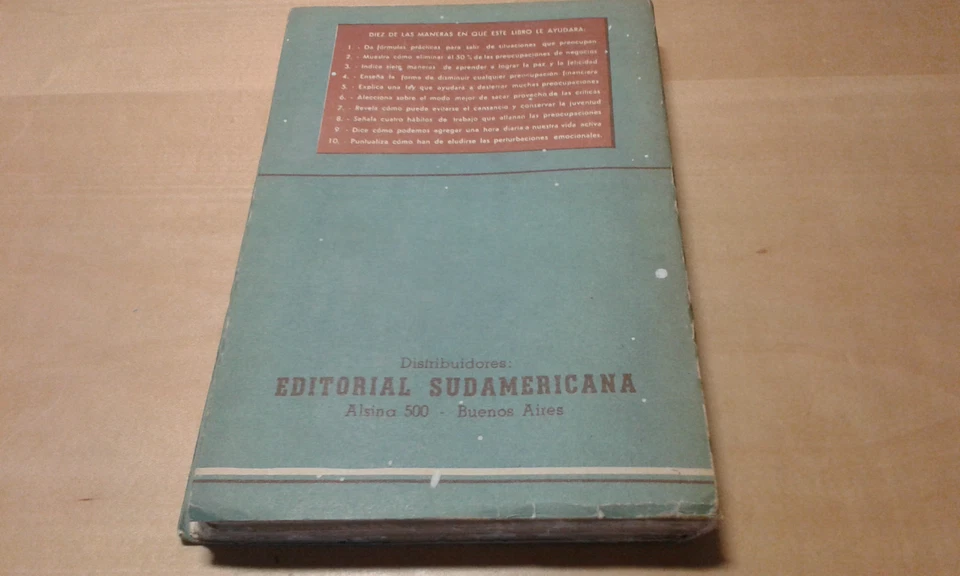 DIEZ DE LAS MANERAS EN QUE ESTE LIBRO LE AYUDARA:
1. - Da fórmulas prácticas para salir de situaciones que preocupan
2. - Muestra cómo eliminar el 50 % de las preocupaciones de negocios
3. - Indica siete maneras de aprender a lograr la paz y la felicidad
4. - Enseña la forma de disminuir cualquier preocupación financiera
5. - Explica una ley que ayudará a desterrar muchas preocupaciones
6. - Alecciona sobre el modo mejor de sacar provecho de las críticas
7. - Revela cómo puede evitarse el cansancio y conservar la juventud
8. - Señala cuatro hábitos de trabajo que allanan las preocupaciones
9. - Dice cómo podemos agregar una hora diaria a nuestra vida activa
10. - Puntualiza cómo han de eludirse las perturbaciones emocionales.
Distribuidores:
EDITORIAL SUDAMERICANA
Alsina 500 - Buenos Aires